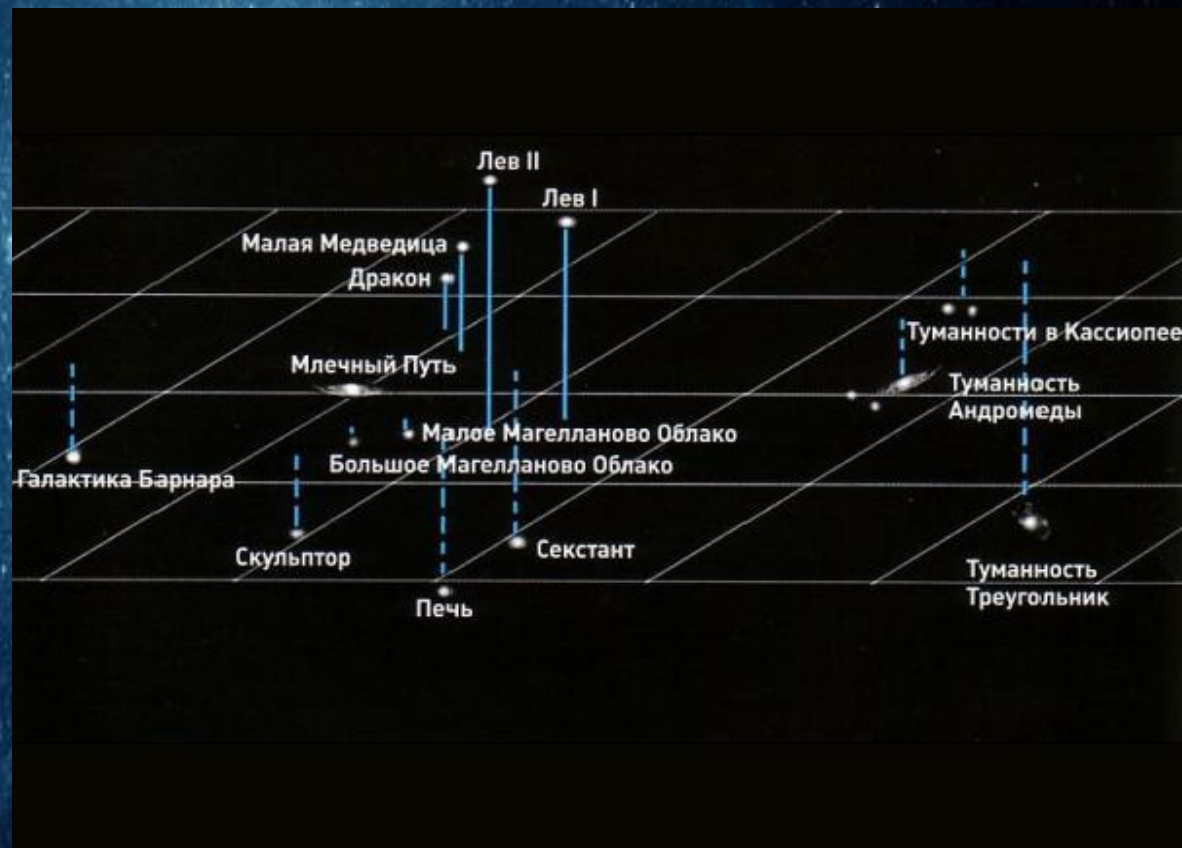 Лев II
Лев I
Малая Медведица
Дракон
Млечный Путь
Туманности в Кассиопее
Туманность
Андромеды
Малое Магелланово Облако
Большое Магелланово Облако
Галактика Барнара
Скульптор
Секстант
Печь
Туманность
Треугольник